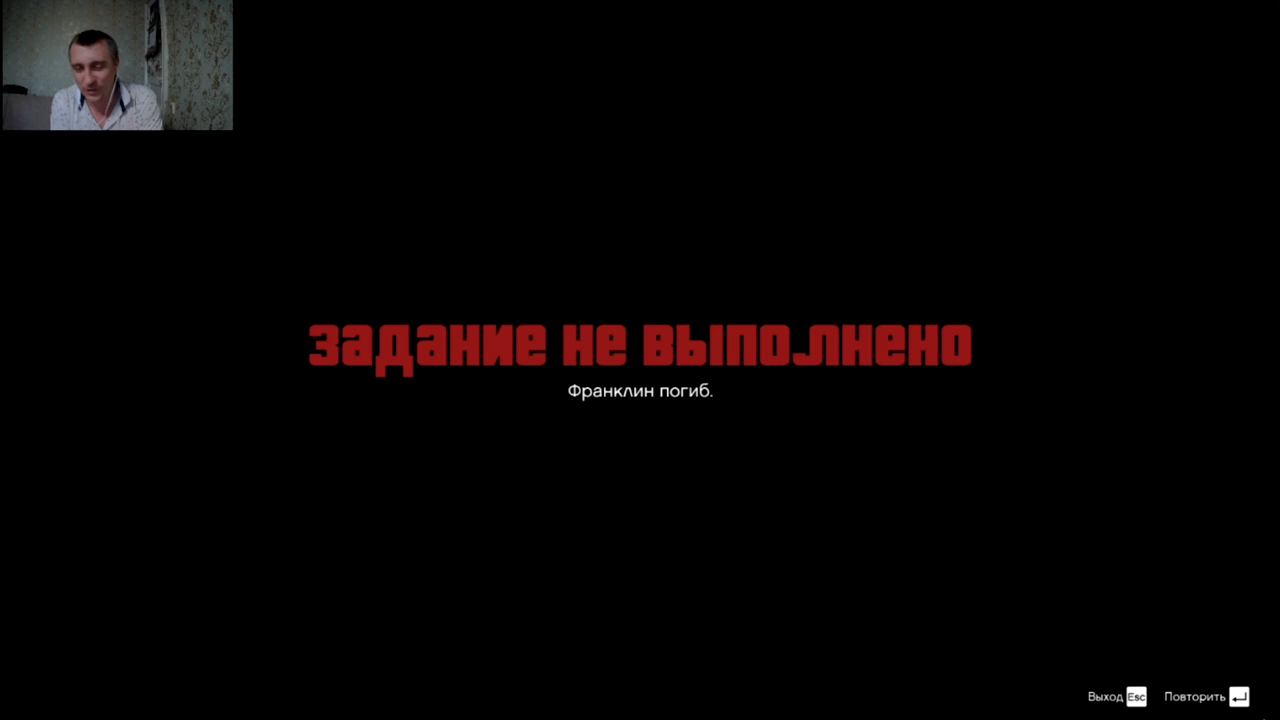 задание не выполнено
Франклин погиб.
Выход Esc Повторить